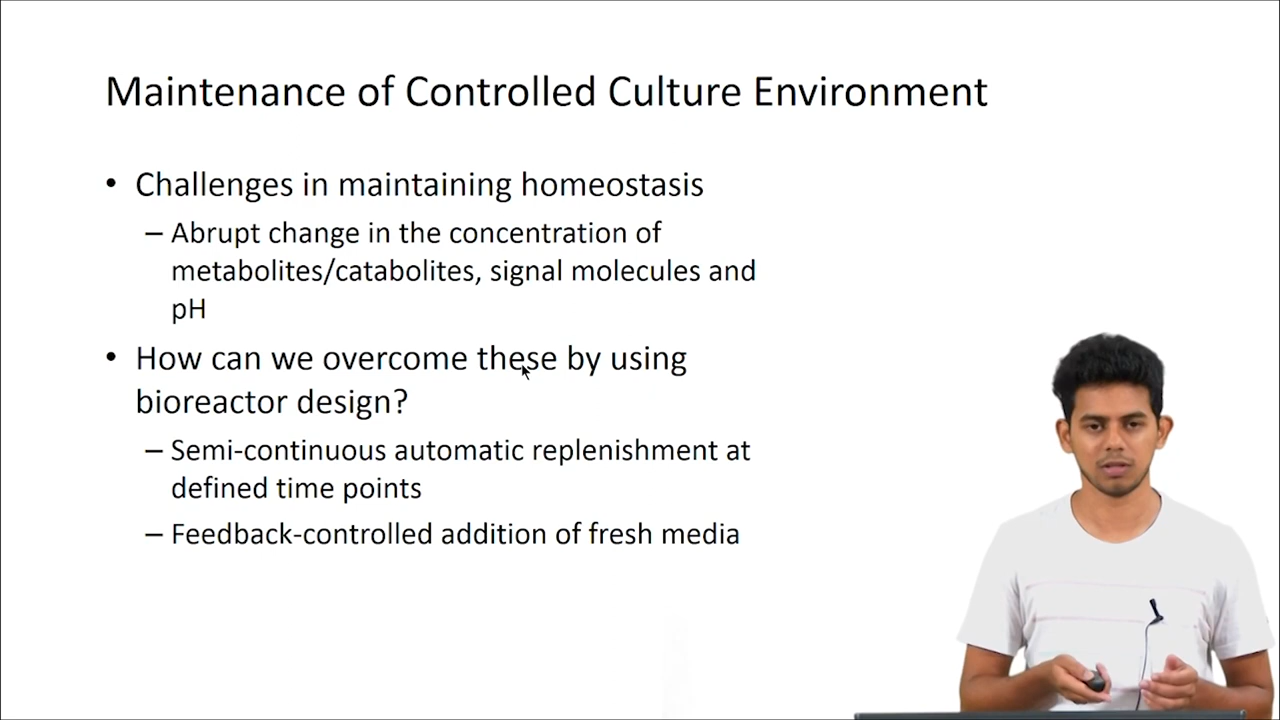 Maintenance of Controlled Culture Environment
• Challenges in maintaining homeostasis
– Abrupt change in the concentration of
metabolites/catabolites, signal molecules and
pH
• How can we overcome these by using
bioreactor design?
– Semi-continuous automatic replenishment at
defined time points
– Feedback-controlled addition of fresh media